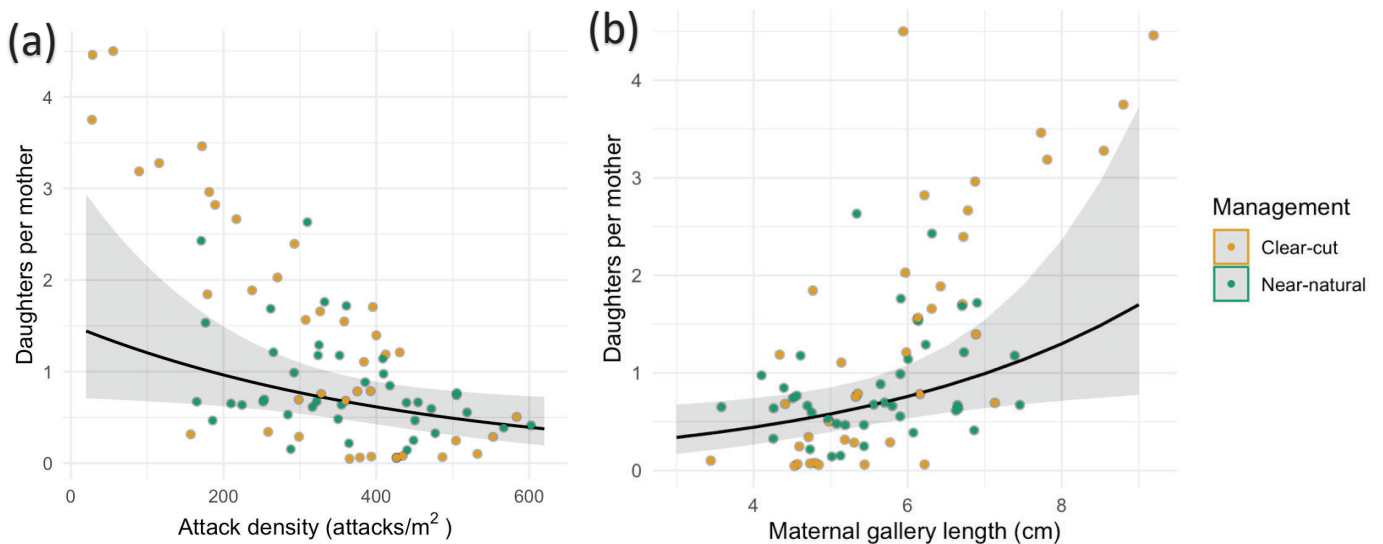 (a)
Daughters per mother
4
3
2
1
0
0 200 400 600
Attack density (attacks/m²)
(b)
Daughters per mother
4
3
2
1
0
4 6 8
Maternal gallery length (cm)
Management
Clear-cut
Near-natural